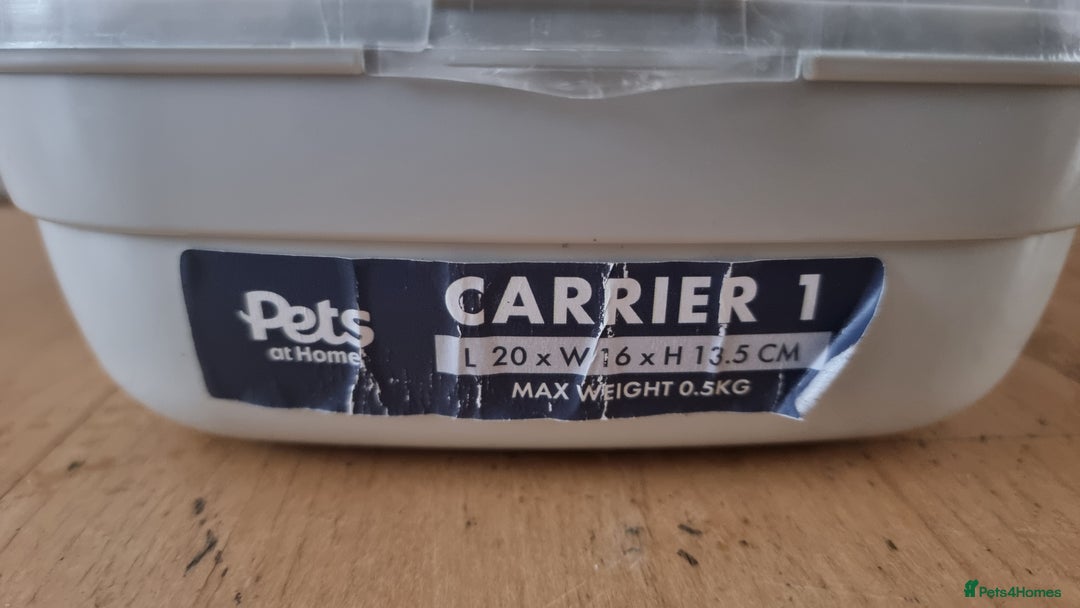 Pets
at Home
CARRIER 1
L 20 x W 16 x H 13.5 CM
MAX WEIGHT 0.5KG
Pets4Homes